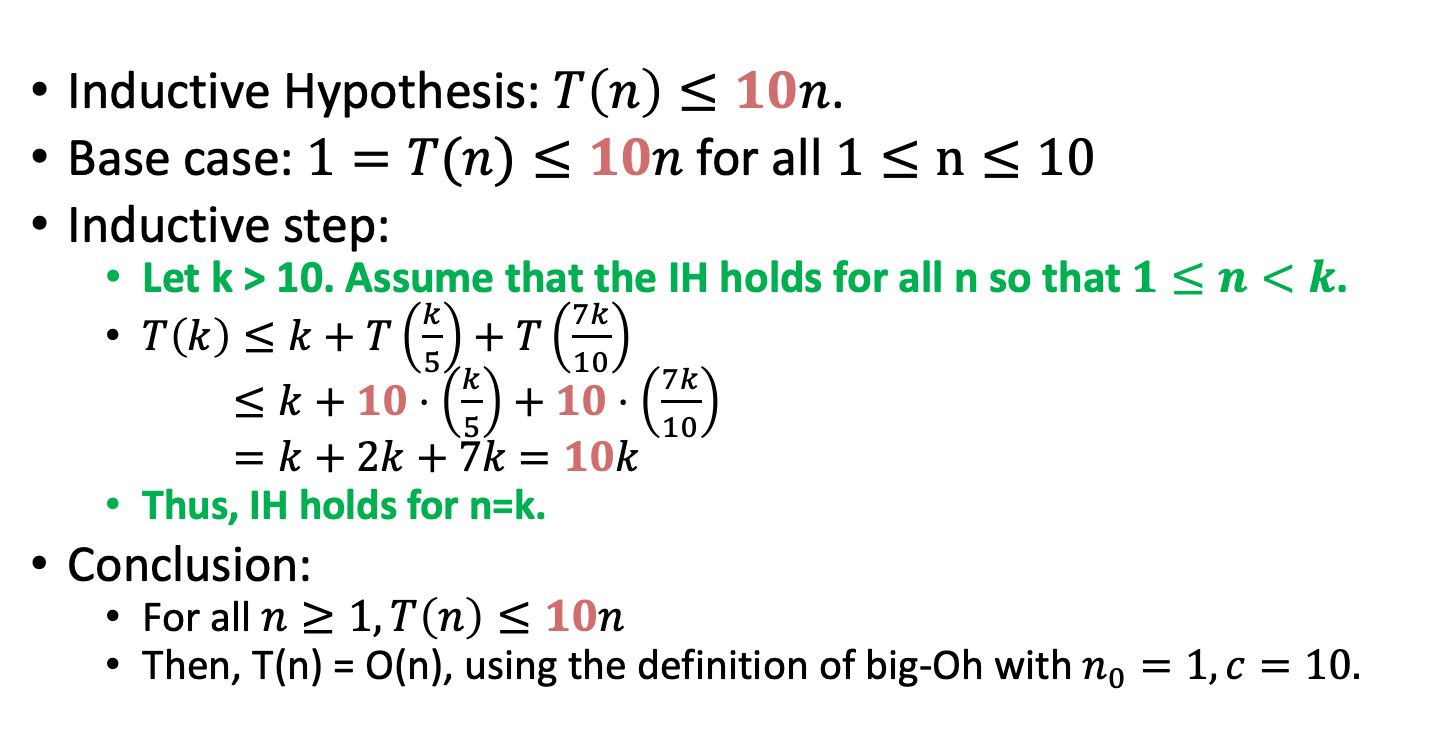 • Inductive Hypothesis: T(n) ≤ 10n.
• Base case: 1 = T(n) ≤ 10n for all 1 ≤ n ≤ 10
• Inductive step:
• Let k > 10. Assume that the IH holds for all n so that 1 ≤ n < k.
• T(k) ≤ k + T(k/5) + T(7k/10)
≤ k + 10 · (k/5) + 10 · (7k/10)
= k + 2k + 7k = 10k
• Thus, IH holds for n=k.
• Conclusion:
• For all n ≥ 1, T(n) ≤ 10n
• Then, T(n) = O(n), using the definition of big-Oh with n₀ = 1, c = 10.